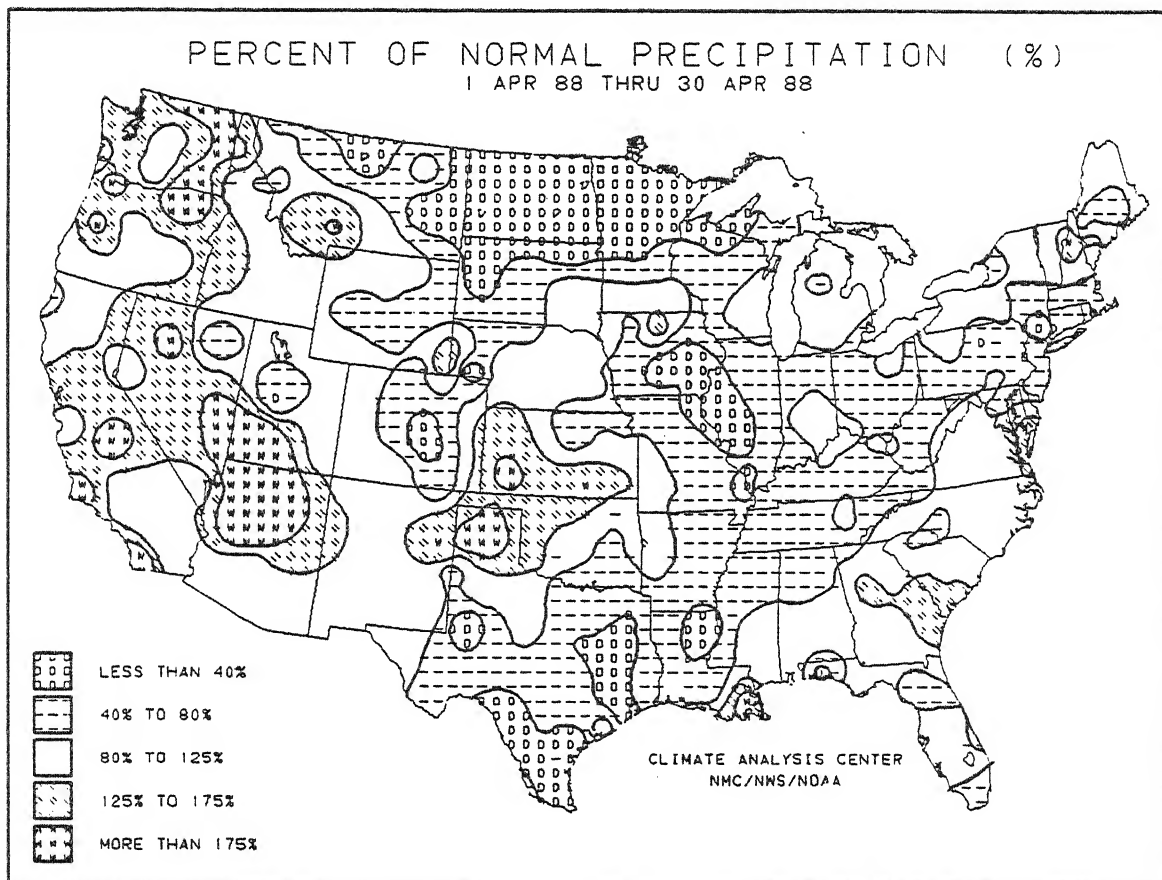 PERCENT OF NORMAL PRECIPITATION (%)
1 APR 88 THRU 30 APR 88
LESS THAN 40%
40% TO 80%
80% TO 125%
125% TO 175%
MORE THAN 175%
CLIMATE ANALYSIS CENTER
NMC/NWS/NOAA